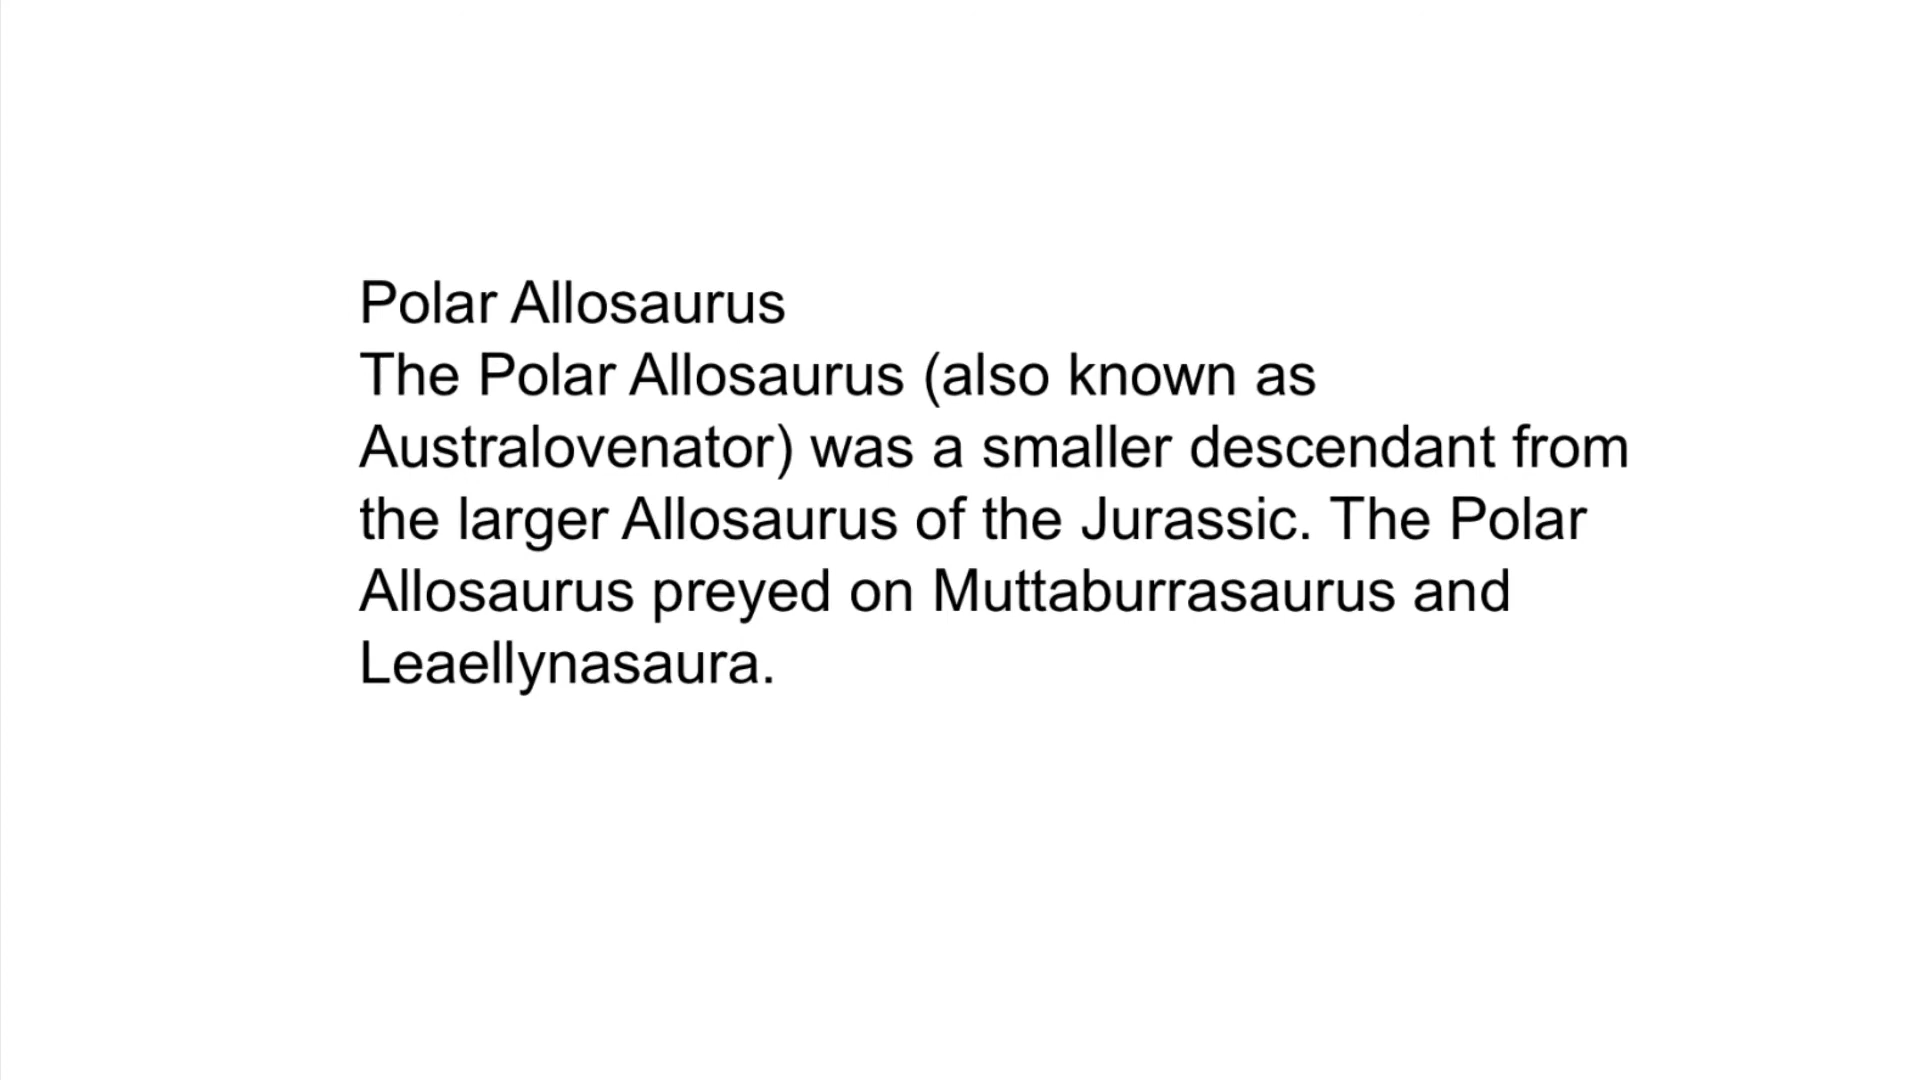 Polar Allosaurus
The Polar Allosaurus (also known as
Australovenator) was a smaller descendant from
the larger Allosaurus of the Jurassic. The Polar
Allosaurus preyed on Muttaburrasaurus and
Leaellynasaura.